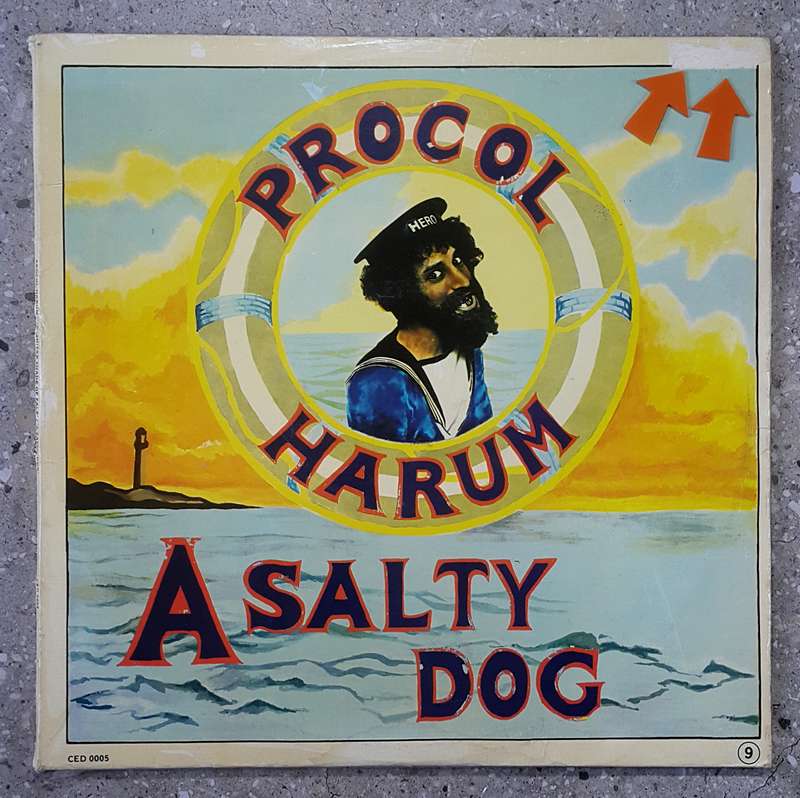 PROCOL
HERO
HARUM
A SALTY
DOG
CED 0005
9